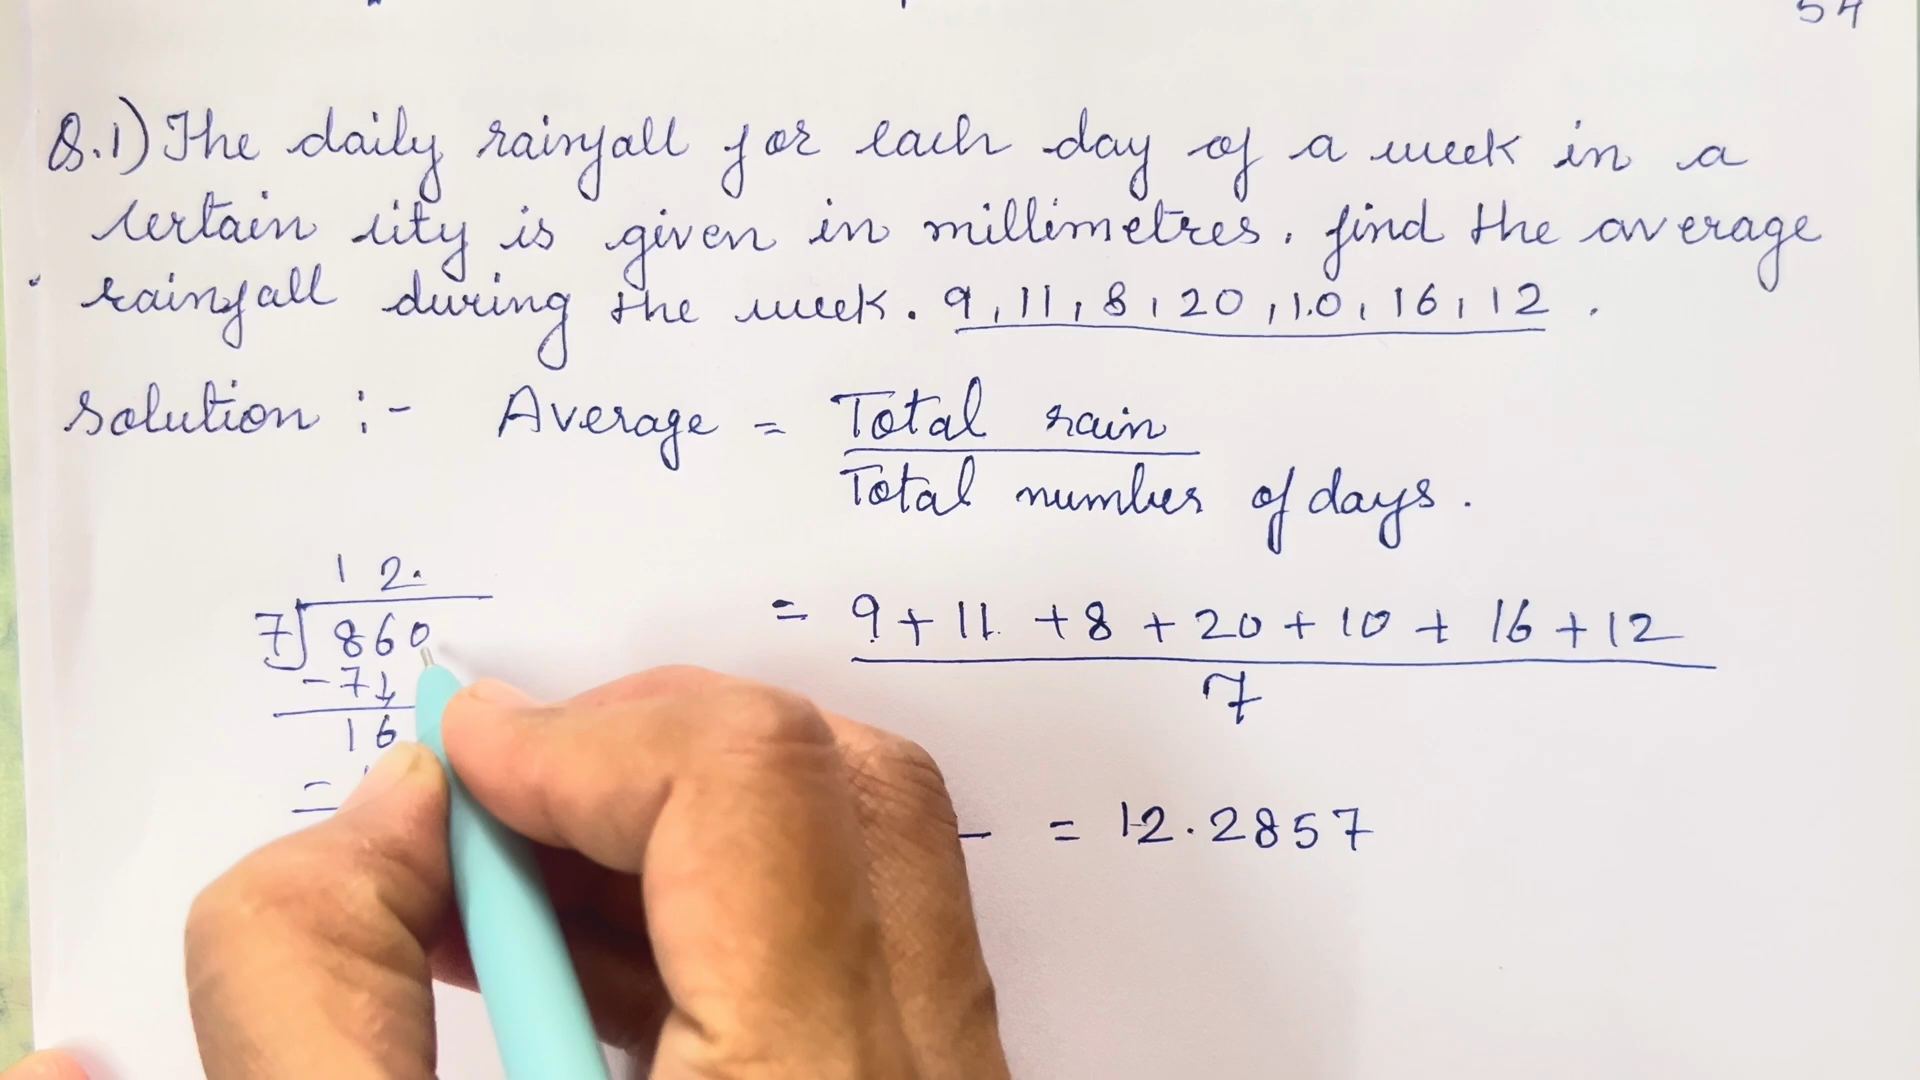 54
Q.1) The daily rainfall for each day of a week in a
certain city is given in millimetres. find the average
rainfall during the week. 9, 11, 8, 20, 10, 16, 12.
Solution :- Average = Total rain
Total number of days.
= 9 + 11 + 8 + 20 + 10 + 16 + 12
7
12.
7 860
- 7↓
16
=
= 12.2857